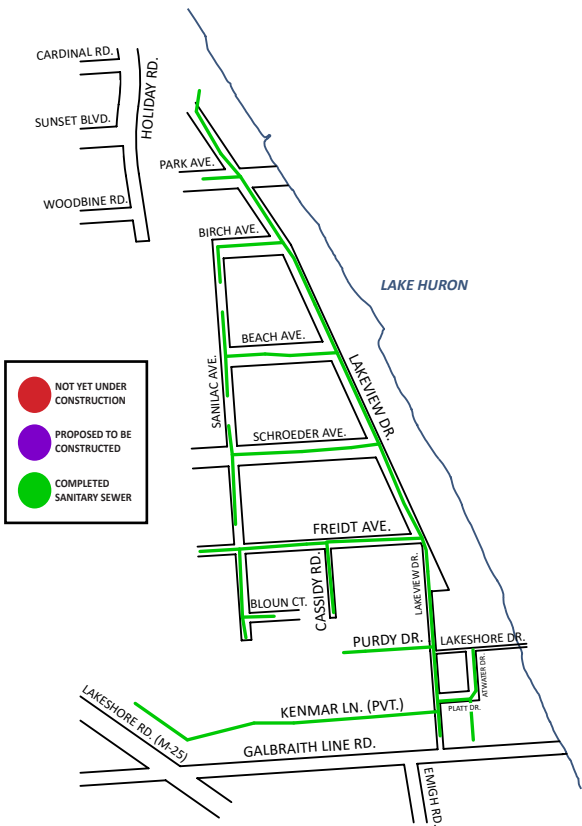 CARDINAL RD.
HOLIDAY RD.
SUNSET BLVD.
PARK AVE.
WOODBINE RD.
BIRCH AVE.
LAKE HURON
BEACH AVE.
SANILAC AVE.
LAKEVIEW DR.
NOT YET UNDER
CONSTRUCTION
PROPOSED TO BE
CONSTRUCTED
COMPLETED
SANITARY SEWER
SCHROEDER AVE.
FREIDT AVE.
CASSIDY RD.
LAKEVIEW DR.
BLOUN CT.
PURDY DR.
LAKESHORE DR.
ATWATER DR.
PLATT DR.
KENMAR LN. (PVT.)
LAKESHORE RD. (M-25)
GALBRAITH LINE RD.
EMIGH RD.